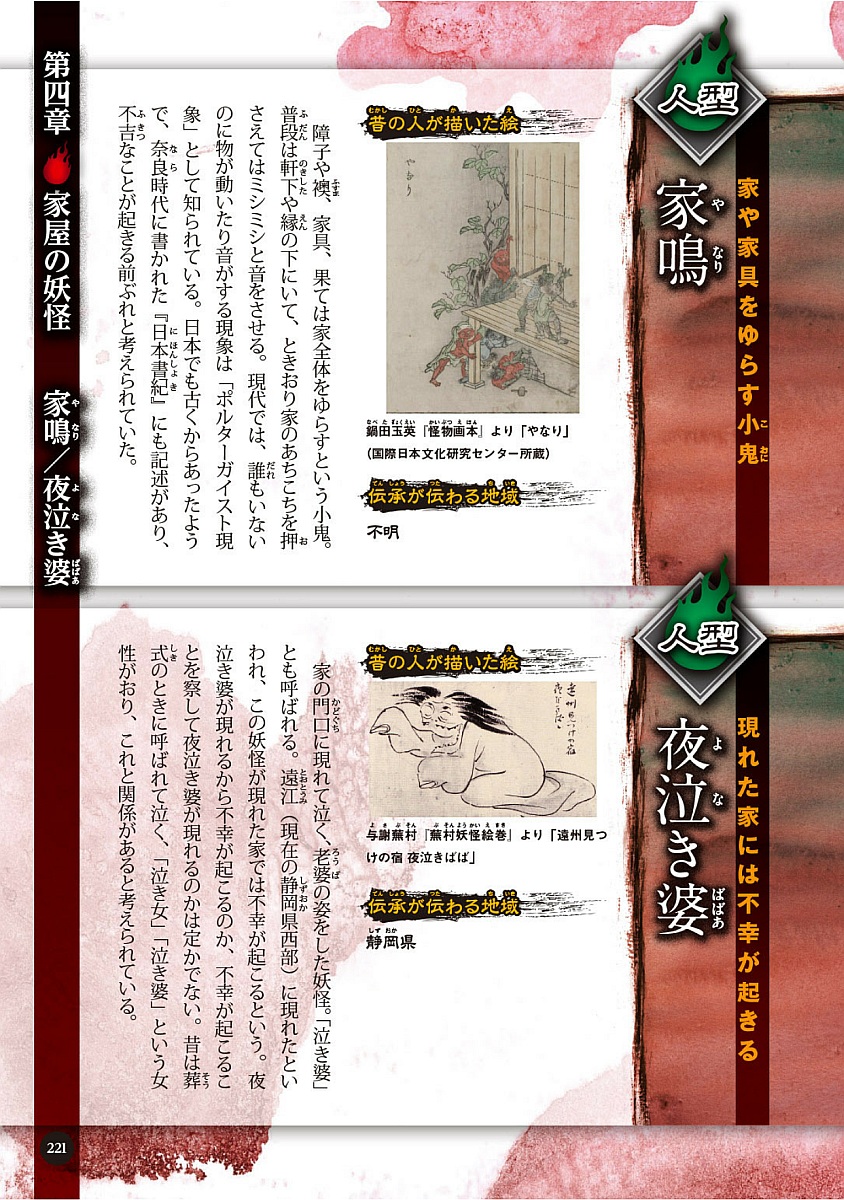 人型
家や家具をゆらす小鬼
家鳴
昔の人が描いた絵
やなり
鍋田玉英『怪物画本』より「やなり」
(国際日本文化研究センター所蔵)
伝承が伝わる地域
不明
障子や襖、家具、果ては家全体をゆらすという小鬼。
普段は軒下や縁の下にいて、ときおり家のあちこちを押
さえてはミシミシと音をさせる。現代では、誰もいない
のに物が動いたり音がする現象は「ポルターガイスト現
象」として知られている。日本でも古くからあったよう
で、奈良時代に書かれた『日本書紀』にも記述があり、
不吉なことが起きる前ぶれと考えられていた。
人型
現れた家には不幸が起きる
夜泣き婆
昔の人が描いた絵
与謝蕪村『蕪村妖怪絵巻』より「遠州見つ
けの宿 夜泣きばば」
伝承が伝わる地域
静岡県
家の門口に現れて泣く、老婆の姿をした妖怪。「泣き婆」
とも呼ばれる。遠江(現在の静岡県西部)に現れたとい
われ、この妖怪が現れた家では不幸が起こるという。夜
泣き婆が現れるから不幸が起こるのか、不幸が起こるこ
とを察して夜泣き婆が現れるのかは定かでない。昔は葬
式のときに呼ばれて泣く、「泣き女」「泣き婆」という女
性がおり、これと関係があると考えられている。
第四章 家屋の妖怪 家鳴/夜泣き婆
221